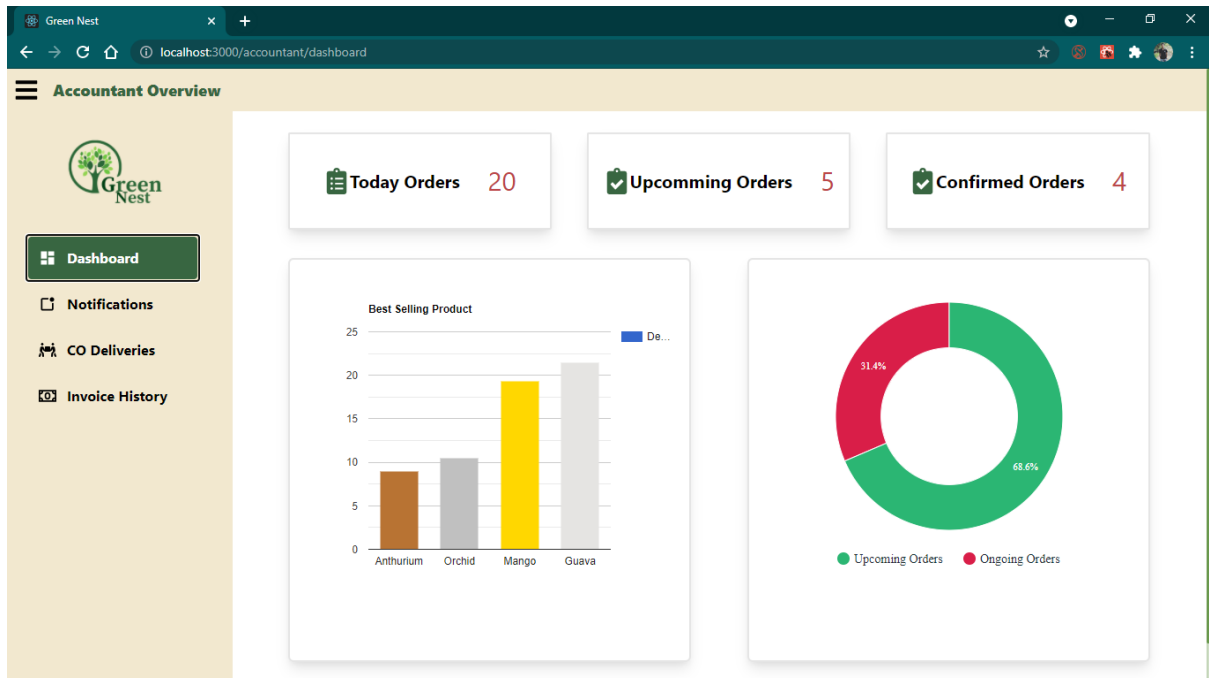 Green Nest
localhost:3000/accountant/dashboard
Accountant Overview
Green
Nest
Dashboard
Notifications
CO Deliveries
Invoice History
Today Orders 20
Upcomming Orders 5
Confirmed Orders 4
Best Selling Product
25
20
15
10
5
0
De...
Anthurium Orchid Mango Guava
31.4%
68.6%
Upcoming Orders Ongoing Orders